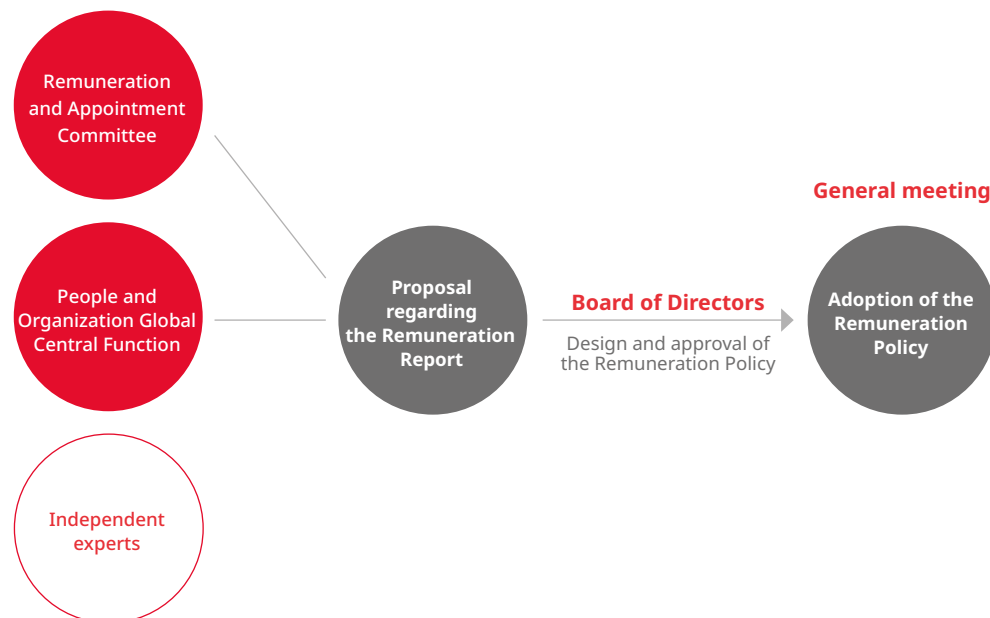 Remuneration
and Appointment
Committee
People and
Organization Global
Central Function
Independent
experts
Proposal
regarding
the Remuneration
Report
Board of Directors
Design and approval of
the Remuneration Policy
General meeting
Adoption of the
Remuneration
Policy